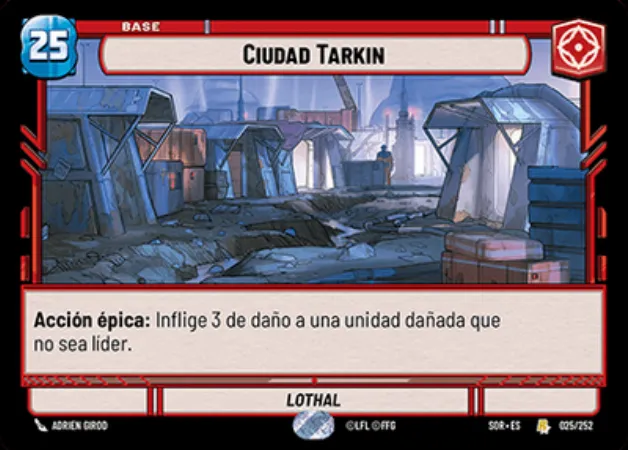 BASE
25
CIUDAD TARKIN
Acción épica: Inflige 3 de daño a una unidad dañada que
no sea líder.
LOTHAL
ADRIEN GIROD
©LFL ©FFG
SOR•ES
025/252